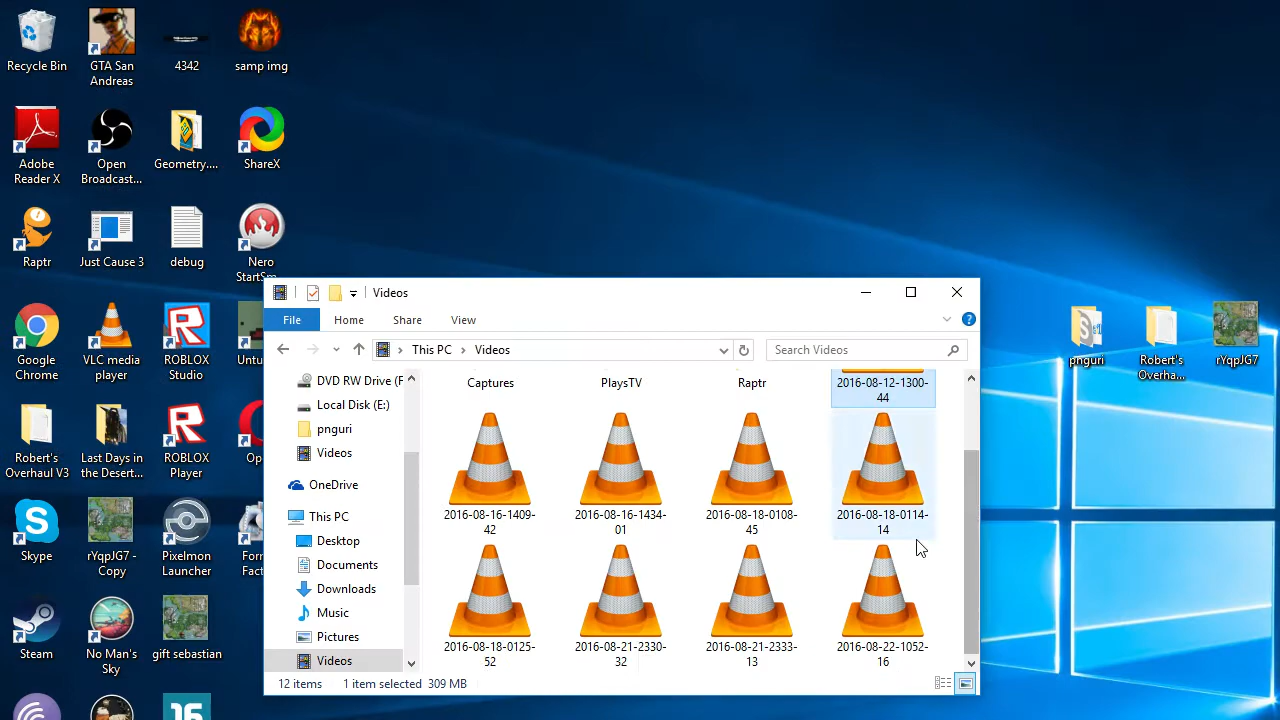 Recycle Bin
GTA San
Andreas
4342
samp img
Adobe
Reader X
Open
Broadcast...
Geometry....
ShareX
Raptr
Just Cause 3
debug
Nero
StartSm...
Google
Chrome
VLC media
player
ROBLOX
Studio
Robert's
Overhaul V3
Last Days in
the Desert...
ROBLOX
Player
Skype
rYqpJG7 -
Copy
Pixelmon
Launcher
Steam
No Man's
Sky
gift sebastian
16
pnguri
Robert's
Overha...
rYqpJG7
Videos
File
Home
Share
View
This PC
Videos
Search Videos
DVD RW Drive (F
Local Disk (E:)
pnguri
Videos
OneDrive
This PC
Desktop
Documents
Downloads
Music
Pictures
Videos
Captures
PlaysTV
Raptr
2016-08-12-1300-
44
2016-08-16-1409-
42
2016-08-16-1434-
01
2016-08-18-0108-
45
2016-08-18-0114-
14
2016-08-18-0125-
52
2016-08-21-2330-
32
2016-08-21-2333-
13
2016-08-22-1052-
16
12 items
1 item selected
309 MB